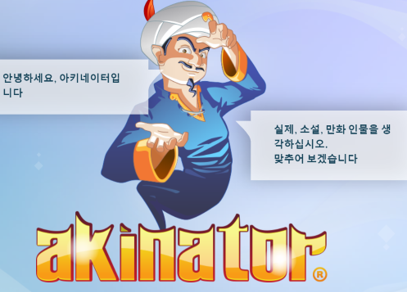 안녕하세요, 아키네이터입
니다
실제, 소설, 만화 인물을 생
각하십시오.
맞추어 보겠습니다
akinator®